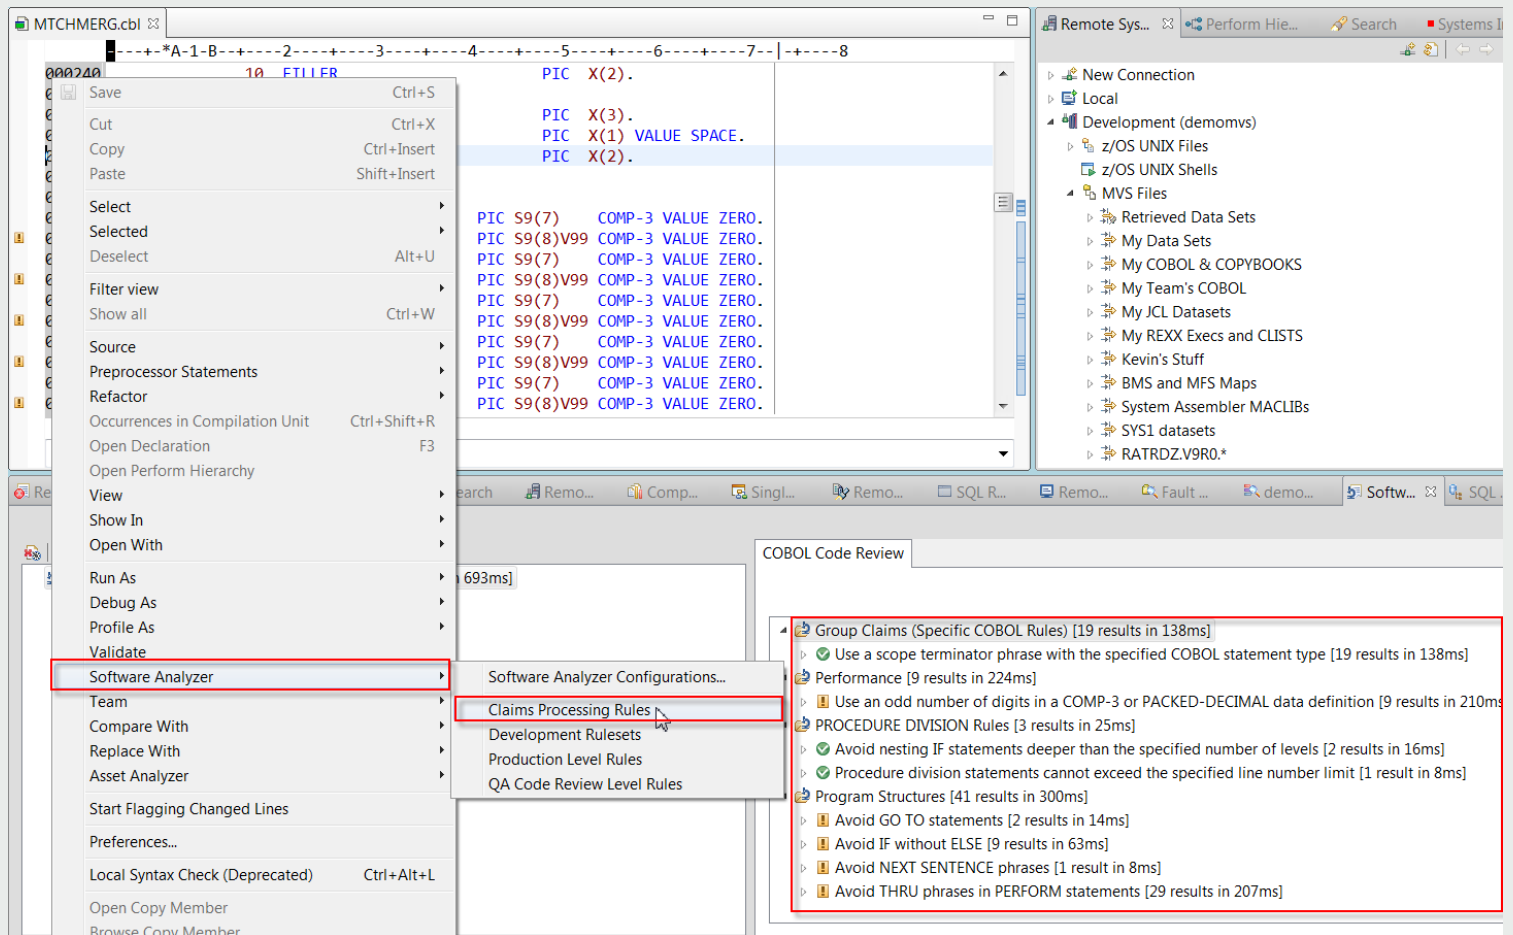 MTCHMERG.cbl
----+-*A-1-B--+----2----+----3----+----4----+----5----+----6----+----7--|-+----8
000240 10 FILLER PIC X(2).
PIC X(3).
PIC X(1) VALUE SPACE.
PIC X(2).
PIC S9(7) COMP-3 VALUE ZERO.
PIC S9(8)V99 COMP-3 VALUE ZERO.
PIC S9(7) COMP-3 VALUE ZERO.
PIC S9(8)V99 COMP-3 VALUE ZERO.
PIC S9(7) COMP-3 VALUE ZERO.
PIC S9(8)V99 COMP-3 VALUE ZERO.
PIC S9(7) COMP-3 VALUE ZERO.
PIC S9(8)V99 COMP-3 VALUE ZERO.
PIC S9(7) COMP-3 VALUE ZERO.
PIC S9(8)V99 COMP-3 VALUE ZERO.
Save Ctrl+S
Cut Ctrl+X
Copy Ctrl+Insert
Paste Shift+Insert
Select
Selected
Deselect Alt+U
Filter view
Show all Ctrl+W
Source
Preprocessor Statements
Refactor
Occurrences in Compilation Unit Ctrl+Shift+R
Open Declaration F3
Open Perform Hierarchy
View
Show In
Open With
Run As
Debug As
Profile As
Validate
Software Analyzer
Team
Compare With
Replace With
Asset Analyzer
Start Flagging Changed Lines
Preferences...
Local Syntax Check (Deprecated) Ctrl+Alt+L
Open Copy Member
Browse Copy Member
Software Analyzer Configurations...
Claims Processing Rules
Development Rulesets
Production Level Rules
QA Code Review Level Rules
Remote Sys... Perform Hie... Search Systems I
New Connection
Local
Development (demomvs)
z/OS UNIX Files
z/OS UNIX Shells
MVS Files
Retrieved Data Sets
My Data Sets
My COBOL & COPYBOOKS
My Team's COBOL
My JCL Datasets
My REXX Execs and CLISTS
Kevin's Stuff
BMS and MFS Maps
System Assembler MACLIBs
SYS1 datasets
RATRDZ.V9R0.*
Re earch Remo... Comp... Singl... Remo... SQL R... Remo... Fault ... demo... Softw... SQL .
n 693ms]
COBOL Code Review
Group Claims (Specific COBOL Rules) [19 results in 138ms]
Use a scope terminator phrase with the specified COBOL statement type [19 results in 138ms]
Performance [9 results in 224ms]
Use an odd number of digits in a COMP-3 or PACKED-DECIMAL data definition [9 results in 210ms
PROCEDURE DIVISION Rules [3 results in 25ms]
Avoid nesting IF statements deeper than the specified number of levels [2 results in 16ms]
Procedure division statements cannot exceed the specified line number limit [1 result in 8ms]
Program Structures [41 results in 300ms]
Avoid GO TO statements [2 results in 14ms]
Avoid IF without ELSE [9 results in 63ms]
Avoid NEXT SENTENCE phrases [1 result in 8ms]
Avoid THRU phrases in PERFORM statements [29 results in 207ms]